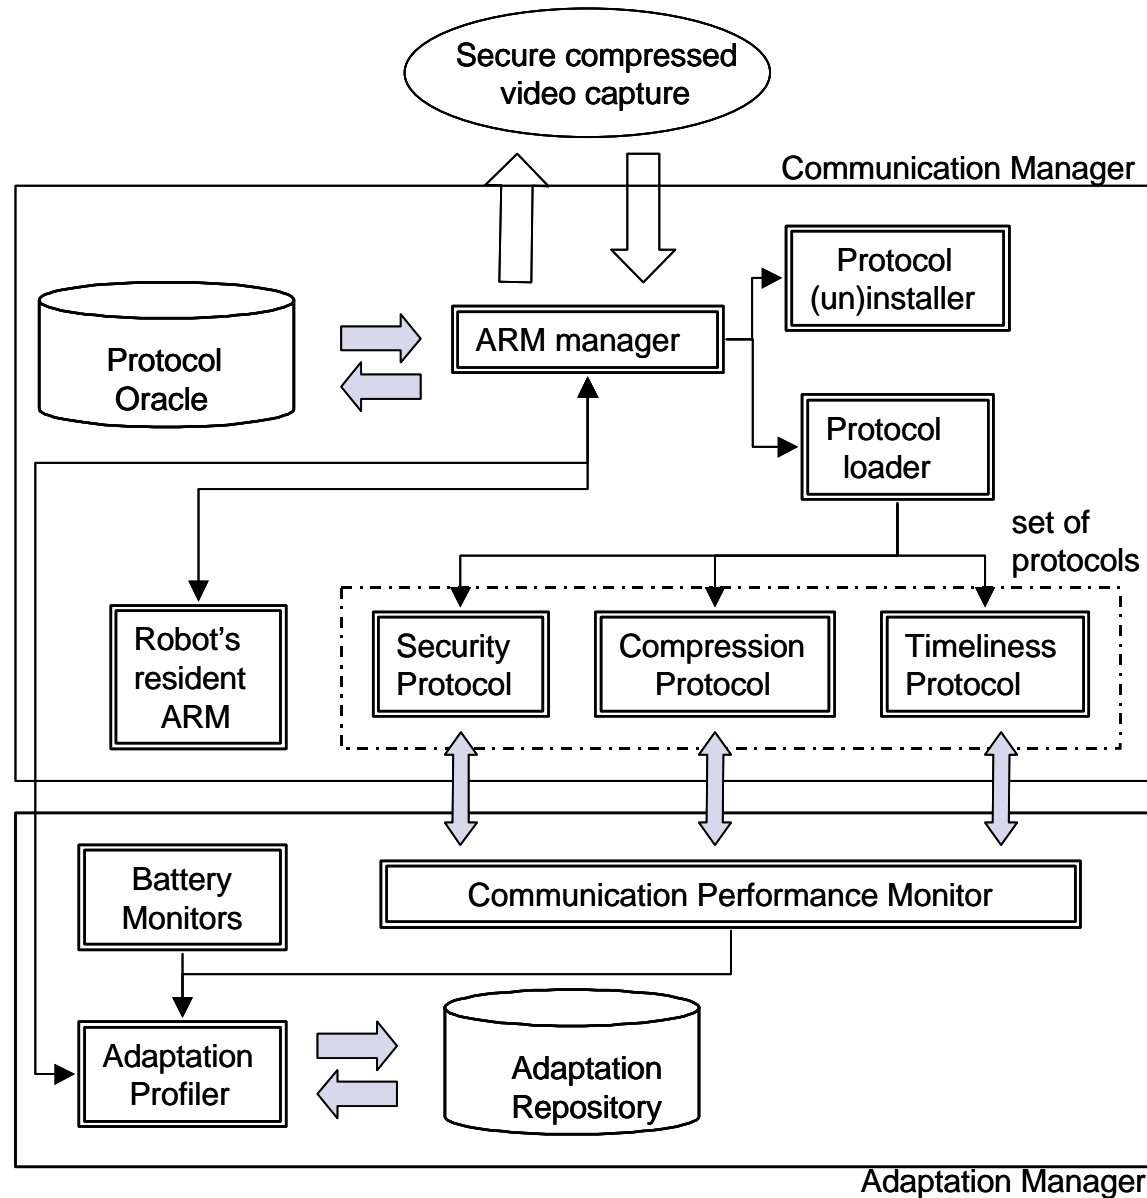 Secure compressed
video capture
Communication Manager
Protocol
(un)installer
ARM manager
Protocol
Oracle
Protocol
loader
set of
protocols
Robot's
resident
ARM
Security
Protocol
Compression
Protocol
Timeliness
Protocol
Battery
Monitors
Communication Performance Monitor
Adaptation
Profiler
Adaptation
Repository
Adaptation Manager